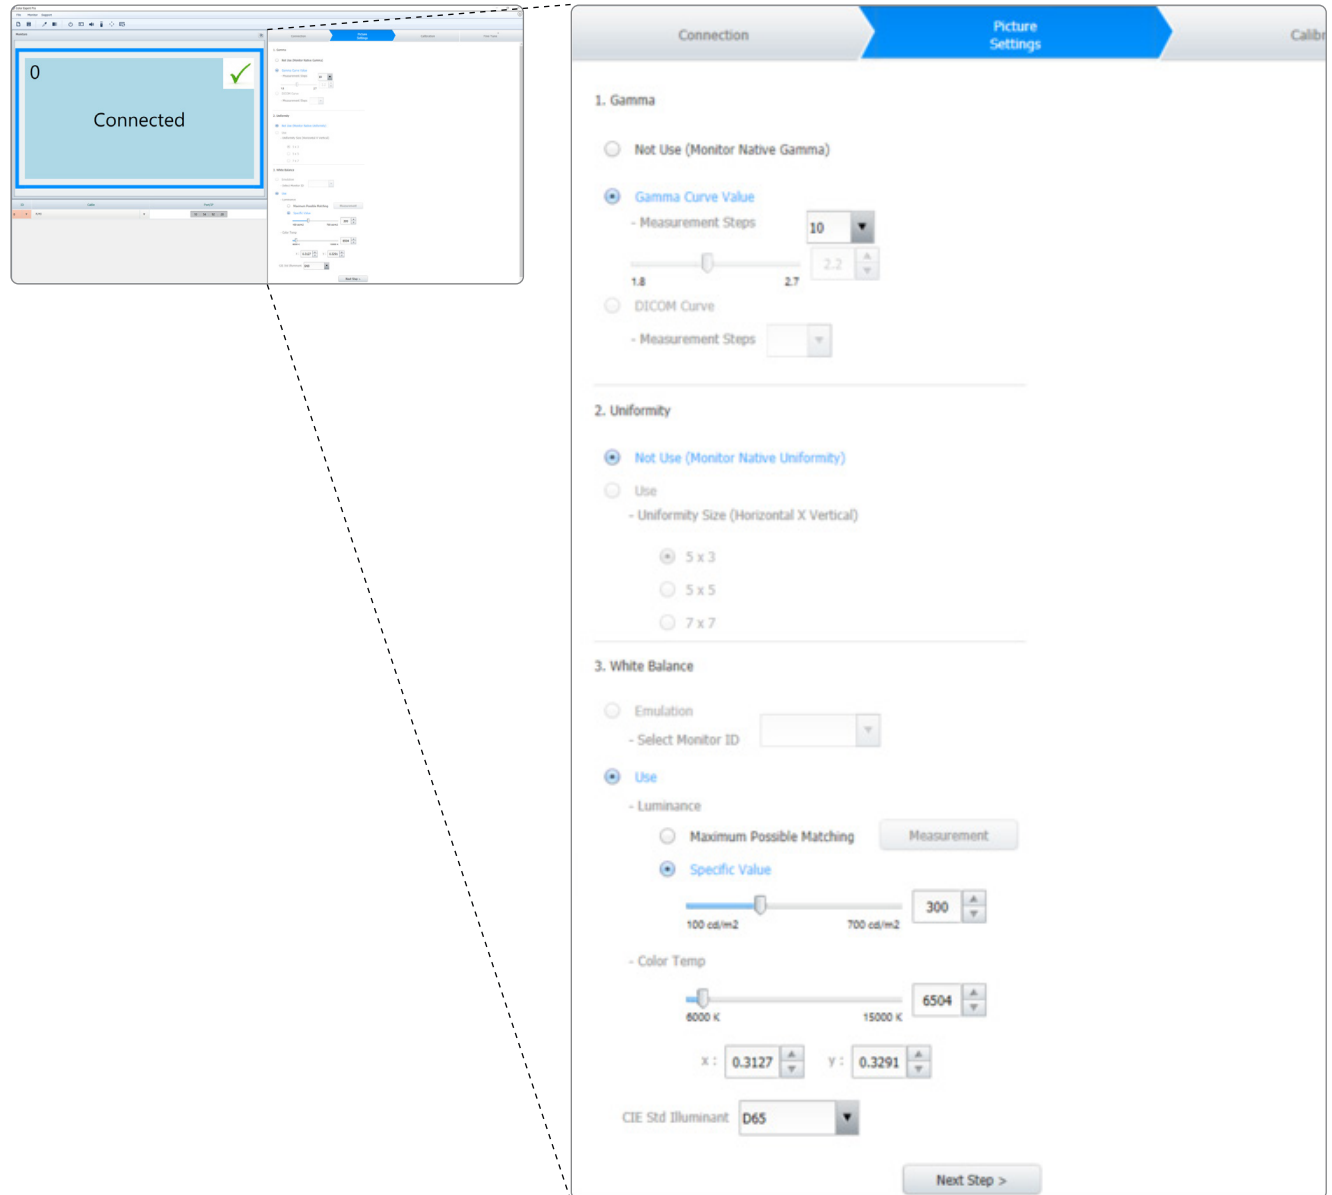 File Monitor Support
0
Connected
Connection
Picture
Settings
Calibr
1. Gamma
Not Use (Monitor Native Gamma)
Gamma Curve Value
- Measurement Steps
10
2.2
1.8
2.7
DICOM Curve
- Measurement Steps
2. Uniformity
Not Use (Monitor Native Uniformity)
Use
- Uniformity Size (Horizontal X Vertical)
5 x 3
5 x 5
7 x 7
3. White Balance
Emulation
- Select Monitor ID
Use
- Luminance
Maximum Possible Matching
Measurement
Specific Value
300
100 cd/m2
700 cd/m2
- Color Temp
6504
6000 K
15000 K
x : 0.3127 y : 0.3291
CIE Std Illuminant D65
Next Step >